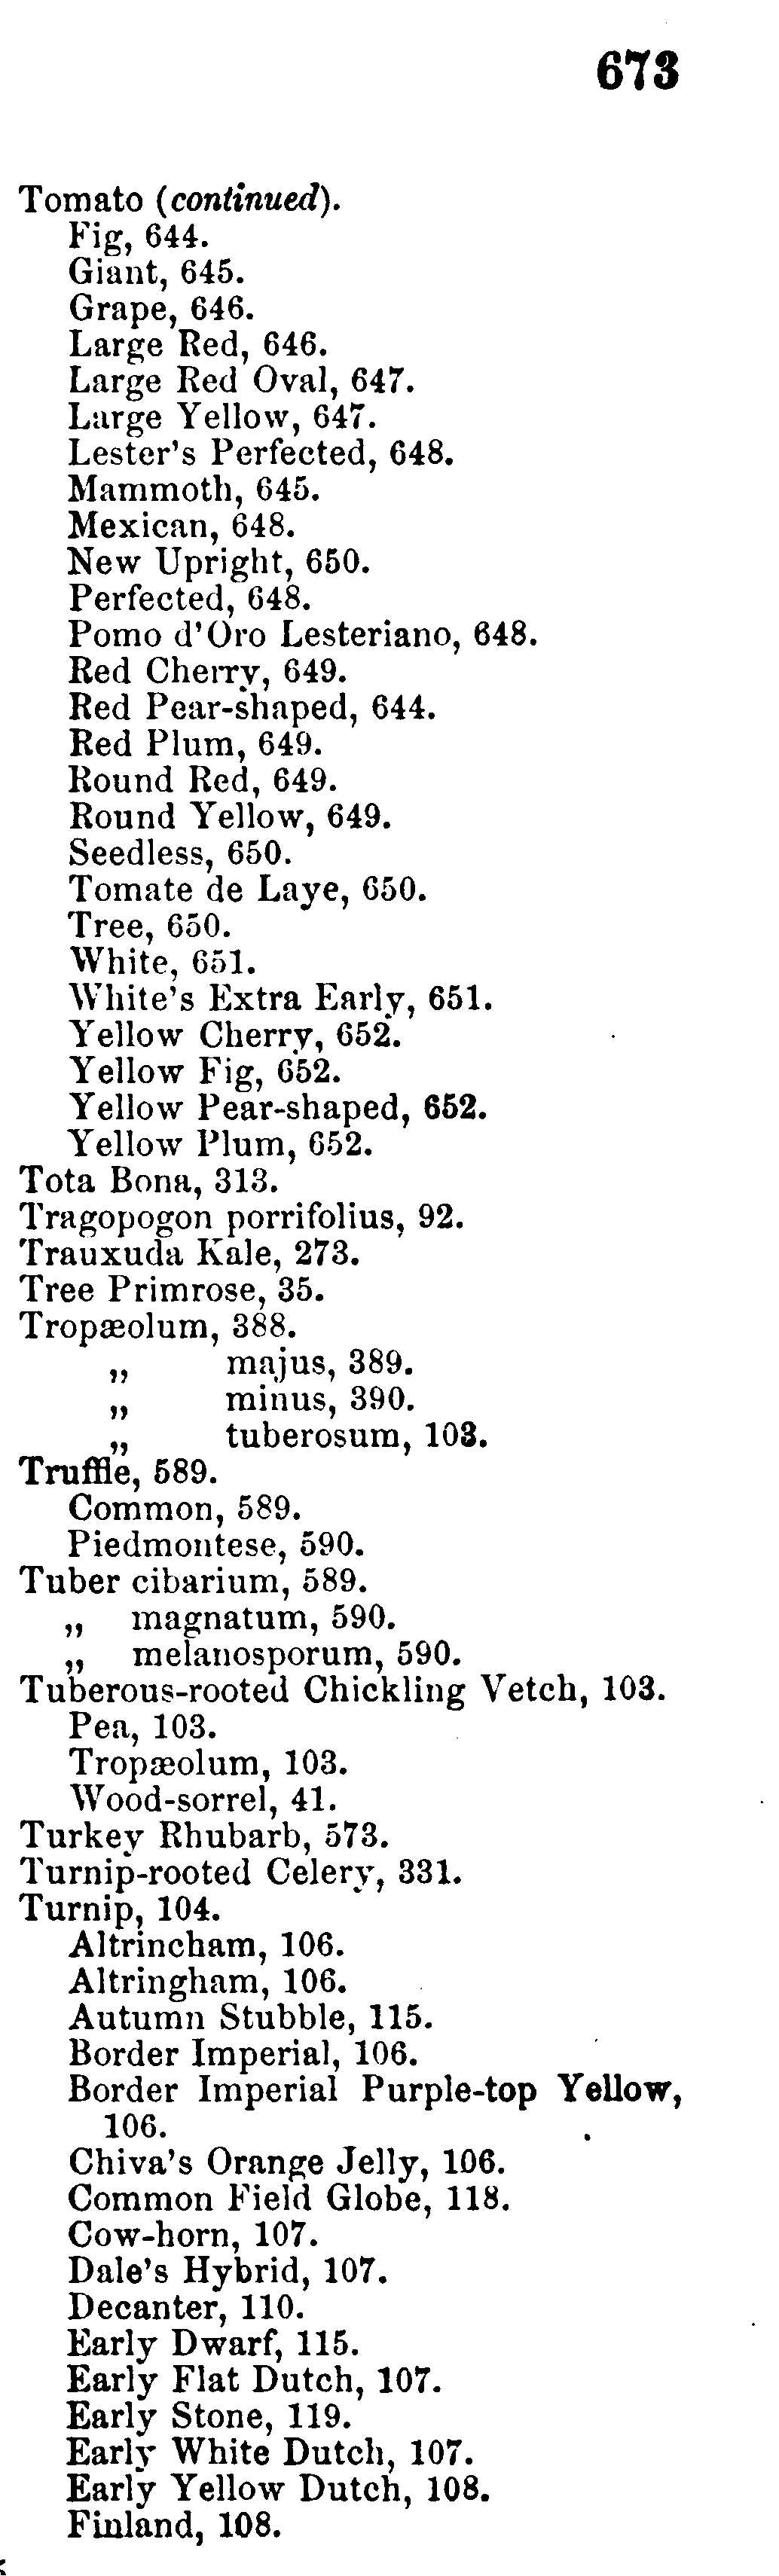 673
Tomato (continued).
Fig, 644.
Giant, 645.
Grape, 646.
Large Red, 646.
Large Red Oval, 647.
Large Yellow, 647.
Lester's Perfected, 648.
Mammoth, 645.
Mexican, 648.
New Upright, 650.
Perfected, 648.
Pomo d'Oro Lesteriano, 648.
Red Cherry, 649.
Red Pear-shaped, 644.
Red Plum, 649.
Round Red, 649.
Round Yellow, 649.
Seedless, 650.
Tomate de Laye, 650.
Tree, 650.
White, 651.
White's Extra Early, 651.
Yellow Cherry, 652.
Yellow Fig, 652.
Yellow Pear-shaped, 652.
Yellow Plum, 652.
Tota Bona, 313.
Tragopogon porrifolius, 92.
Trauxuda Kale, 273.
Tree Primrose, 35.
Tropæolum, 388.
„ majus, 389.
„ minus, 390.
„ tuberosum, 103.
Truffle, 589.
Common, 589.
Piedmontese, 590.
Tuber cibarium, 589.
„ magnatum, 590.
„ melanosporum, 590.
Tuberous-rooted Chickling Vetch, 103.
Pea, 103.
Tropæolum, 103.
Wood-sorrel, 41.
Turkey Rhubarb, 573.
Turnip-rooted Celery, 331.
Turnip, 104.
Altrincham, 106.
Altringham, 106.
Autumn Stubble, 115.
Border Imperial, 106.
Border Imperial Purple-top Yellow,
106.
Chiva's Orange Jelly, 106.
Common Field Globe, 118.
Cow-horn, 107.
Dale's Hybrid, 107.
Decanter, 110.
Early Dwarf, 115.
Early Flat Dutch, 107.
Early Stone, 119.
Early White Dutch, 107.
Early Yellow Dutch, 108.
Finland, 108.